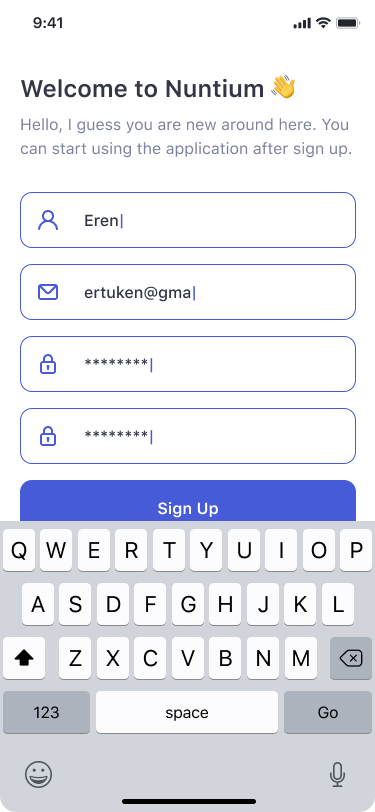 9:41
Welcome to Nuntium 👋
Hello, I guess you are new around here. You
can start using the application after sign up.
Eren|
ertuken@gma|
********|
********|
Sign Up
Q W E R T Y U I O P
A S D F G H J K L
Z X C V B N M
123 space Go